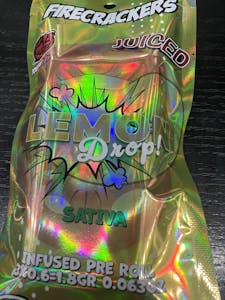 FIRECRACKERS
JUICED
LEMON
Drop!
SATIVA
INFUSED PRE ROLL